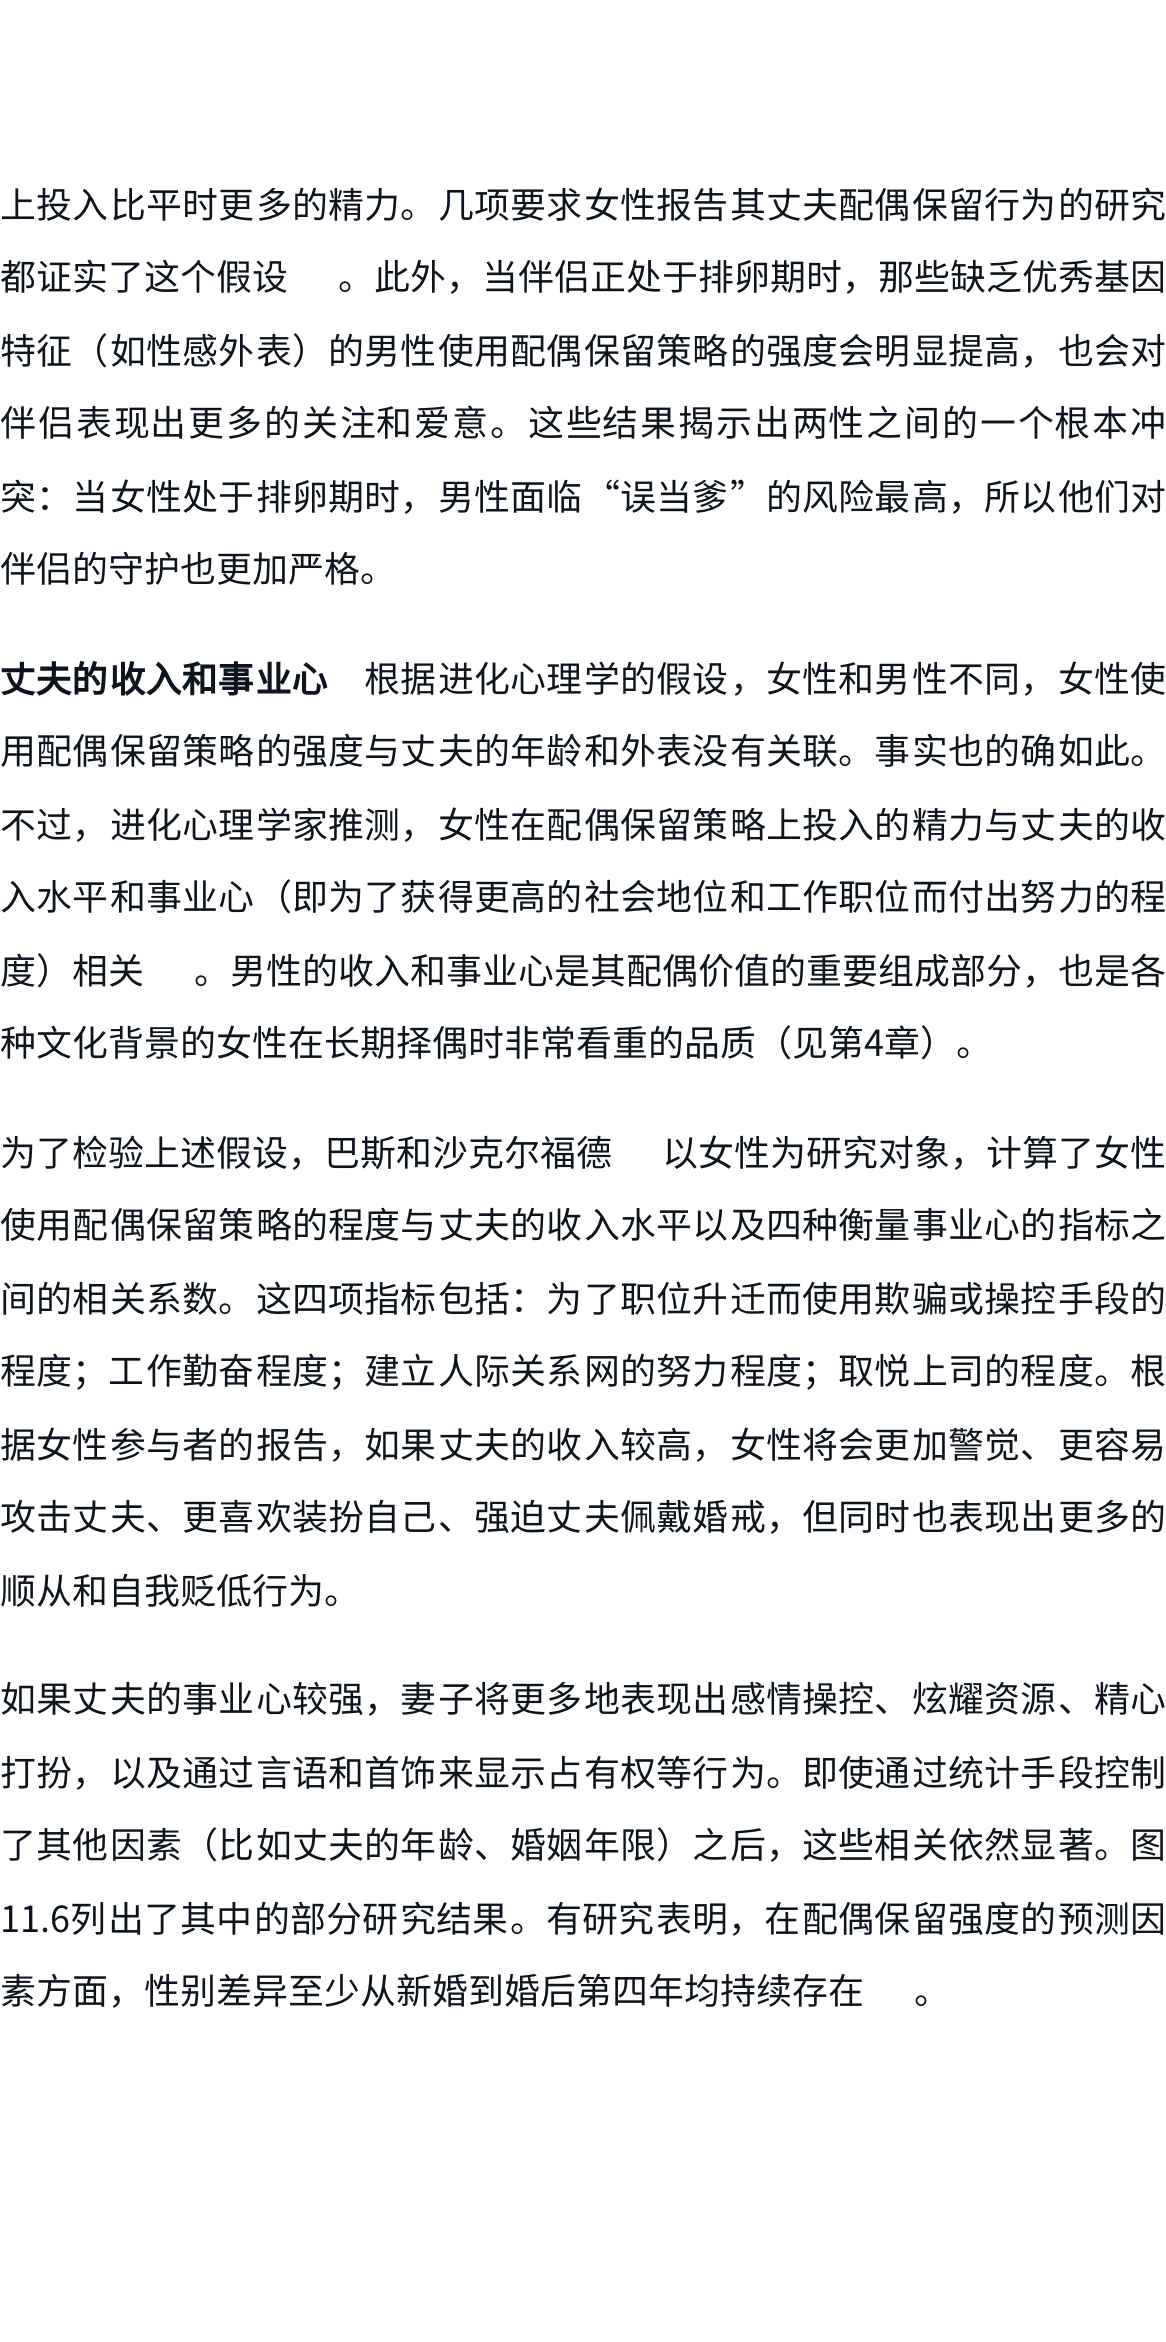 上投入比平时更多的精力。几项要求女性报告其丈夫配偶保留行为的研究
都证实了这个假设　。此外，当伴侣正处于排卵期时，那些缺乏优秀基因
特征（如性感外表）的男性使用配偶保留策略的强度会明显提高，也会对
伴侣表现出更多的关注和爱意。这些结果揭示出两性之间的一个根本冲
突：当女性处于排卵期时，男性面临“误当爹”的风险最高，所以他们对
伴侣的守护也更加严格。
丈夫的收入和事业心　根据进化心理学的假设，女性和男性不同，女性使
用配偶保留策略的强度与丈夫的年龄和外表没有关联。事实也的确如此。
不过，进化心理学家推测，女性在配偶保留策略上投入的精力与丈夫的收
入水平和事业心（即为了获得更高的社会地位和工作职位而付出努力的程
度）相关　。男性的收入和事业心是其配偶价值的重要组成部分，也是各
种文化背景的女性在长期择偶时非常看重的品质（见第4章）。
为了检验上述假设，巴斯和沙克尔福德　以女性为研究对象，计算了女性
使用配偶保留策略的程度与丈夫的收入水平以及四种衡量事业心的指标之
间的相关系数。这四项指标包括：为了职位升迁而使用欺骗或操控手段的
程度；工作勤奋程度；建立人际关系网的努力程度；取悦上司的程度。根
据女性参与者的报告，如果丈夫的收入较高，女性将会更加警觉、更容易
攻击丈夫、更喜欢装扮自己、强迫丈夫佩戴婚戒，但同时也表现出更多的
顺从和自我贬低行为。
如果丈夫的事业心较强，妻子将更多地表现出感情操控、炫耀资源、精心
打扮，以及通过言语和首饰来显示占有权等行为。即使通过统计手段控制
了其他因素（比如丈夫的年龄、婚姻年限）之后，这些相关依然显著。图
11.6列出了其中的部分研究结果。有研究表明，在配偶保留强度的预测因
素方面，性别差异至少从新婚到婚后第四年均持续存在　。